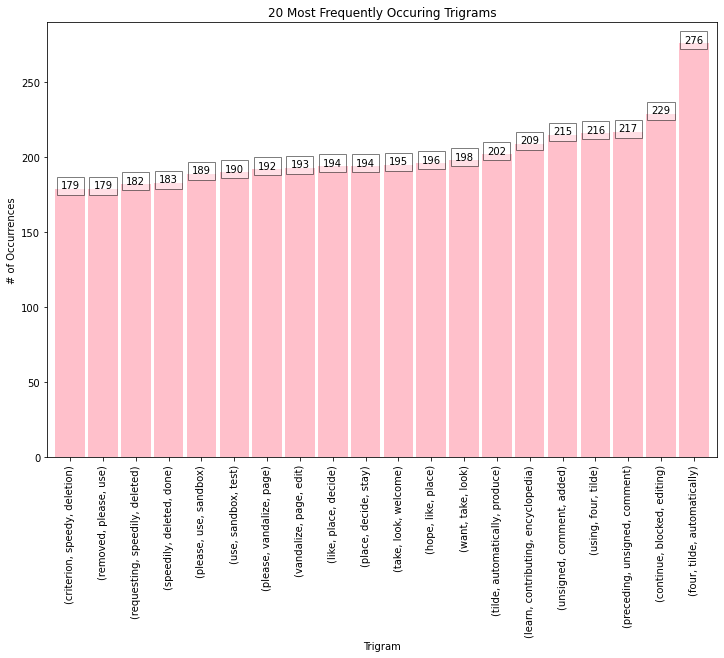 20 Most Frequently Occuring Trigrams
# of Occurrences
250
200
150
100
50
0
179
179
182
183
189
190
192
193
194
194
195
196
198
202
209
215
216
217
229
276
(criterion, speedy, deletion)
(removed, please, use)
(requesting, speedily, deleted)
(speedily, deleted, done)
(please, use, sandbox)
(use, sandbox, test)
(please, vandalize, page)
(vandalize, page, edit)
(like, place, decide)
(place, decide, stay)
(take, look, welcome)
(hope, like, place)
(want, take, look)
(tilde, automatically, produce)
(learn, contributing, encyclopedia)
(unsigned, comment, added)
(using, four, tilde)
(preceding, unsigned, comment)
(continue, blocked, editing)
(four, tilde, automatically)
Trigram